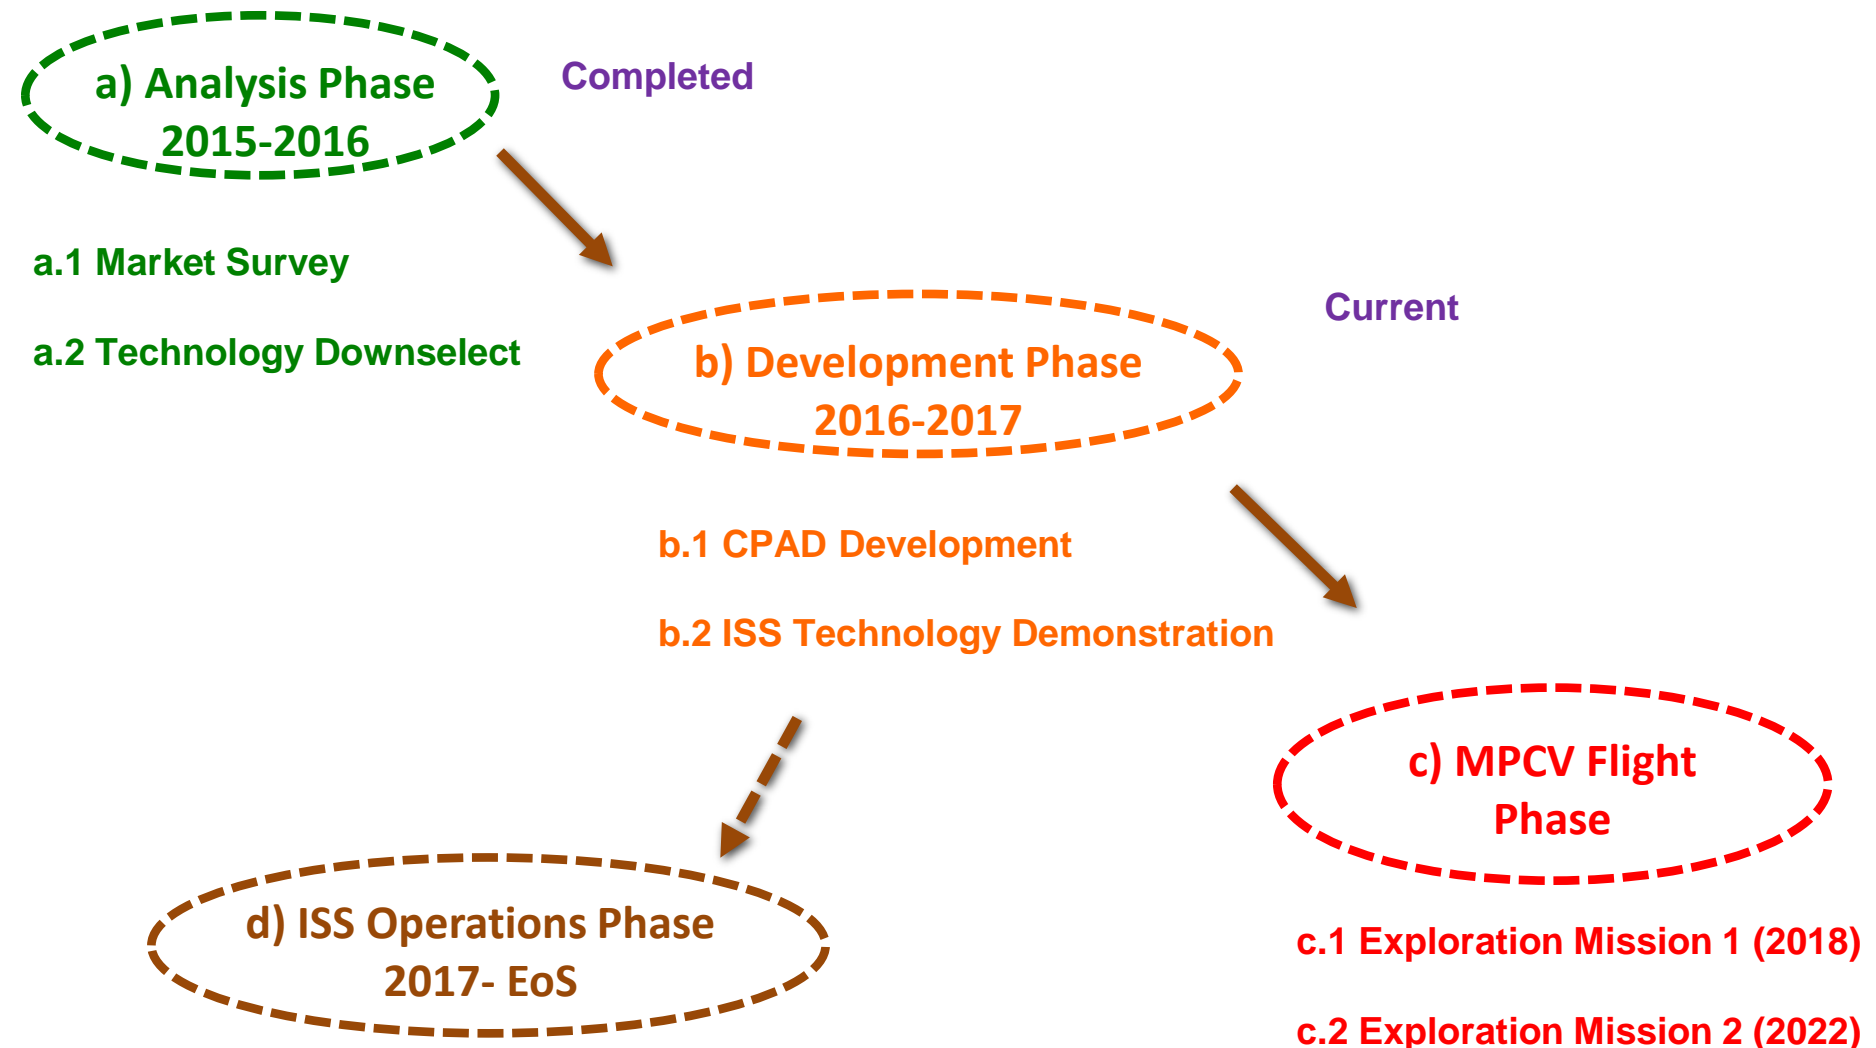 a) Analysis Phase
2015-2016
Completed
a.1 Market Survey
a.2 Technology Downselect
b) Development Phase
2016-2017
Current
b.1 CPAD Development
b.2 ISS Technology Demonstration
c) MPCV Flight
Phase
c.1 Exploration Mission 1 (2018)
c.2 Exploration Mission 2 (2022)
d) ISS Operations Phase
2017- EoS